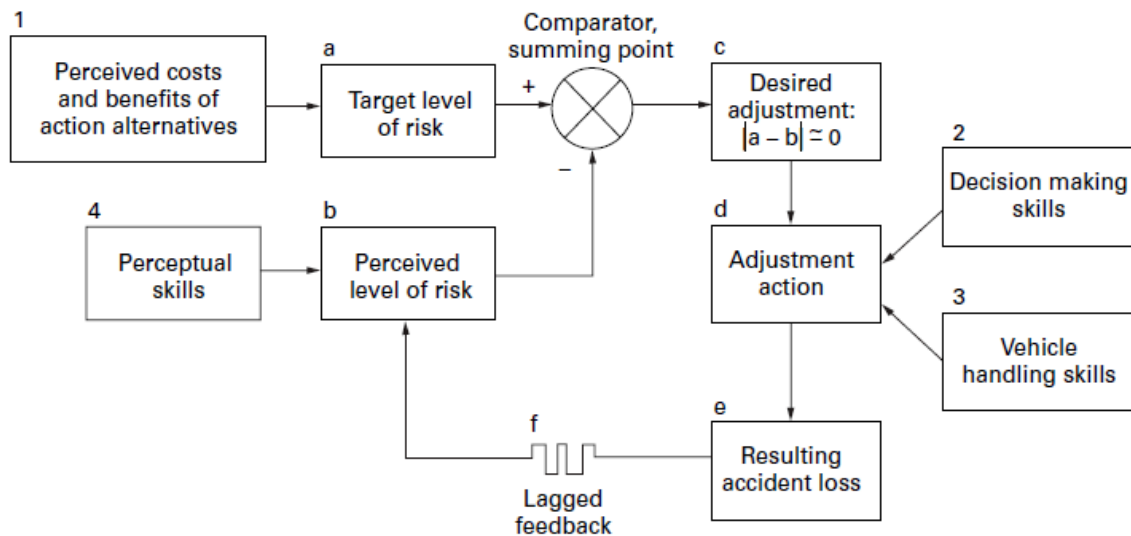 1
Perceived costs
and benefits of
action alternatives
a
Target level
of risk
+
Comparator,
summing point
−
c
Desired
adjustment:
|a − b| ≃ 0
2
Decision making
skills
4
Perceptual
skills
b
Perceived
level of risk
d
Adjustment
action
3
Vehicle
handling skills
f
Lagged
feedback
e
Resulting
accident loss